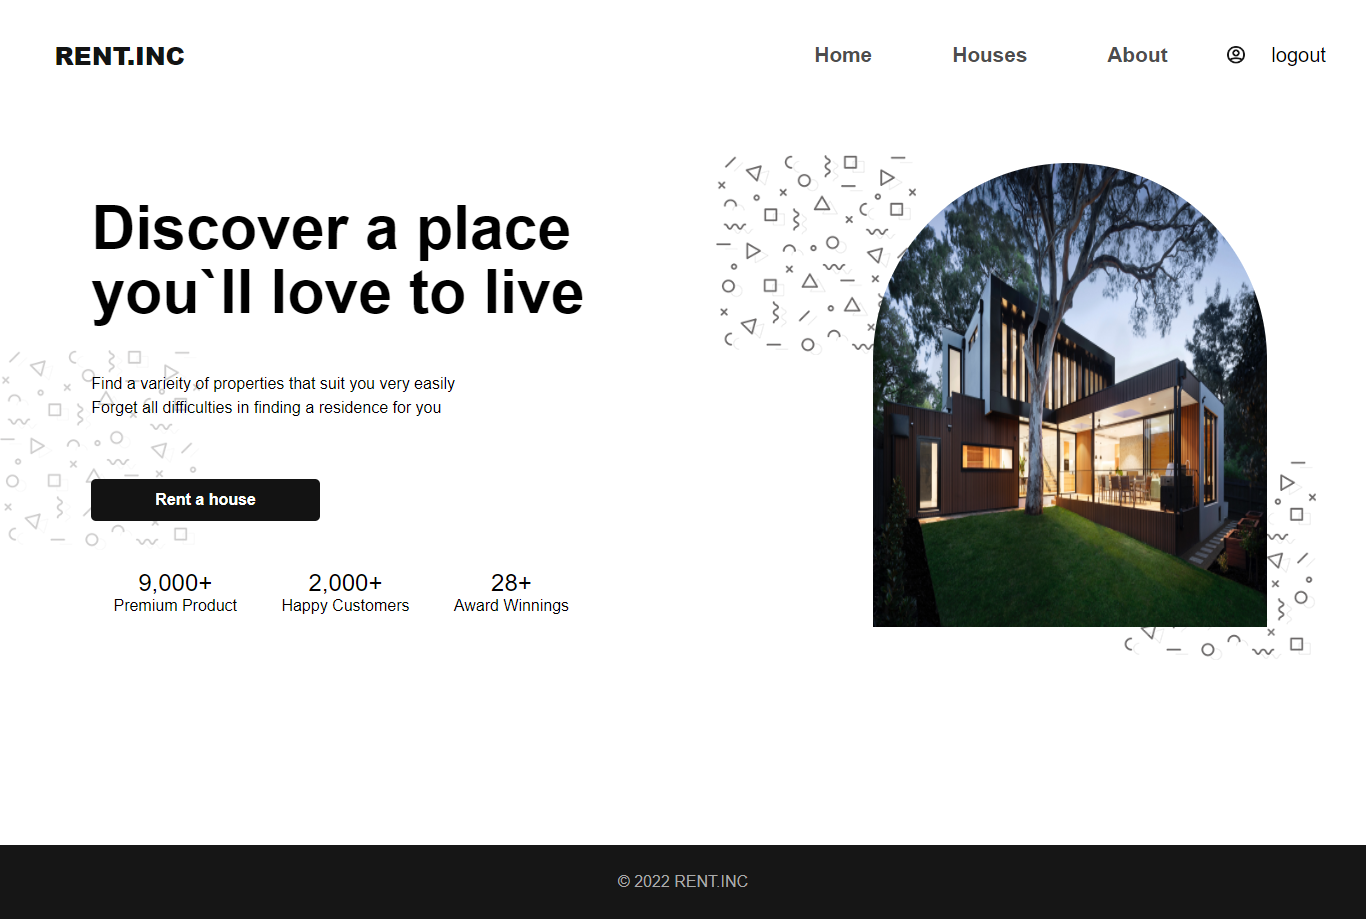 RENT.INC
Home Houses About logout
Discover a place
you`ll love to live
Find a varieity of properties that suit you very easily
Forget all difficulties in finding a residence for you
Rent a house
9,000+ 2,000+ 28+
Premium Product Happy Customers Award Winnings
© 2022 RENT.INC